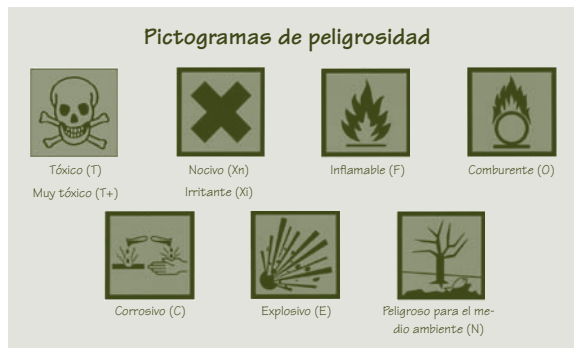 Pictogramas de peligrosidad
Tóxico (T)
Muy tóxico (T+)
Nocivo (Xn)
Irritante (Xi)
Inflamable (F)
Comburente (O)
Corrosivo (C)
Explosivo (E)
Peligroso para el me-
dio ambiente (N)